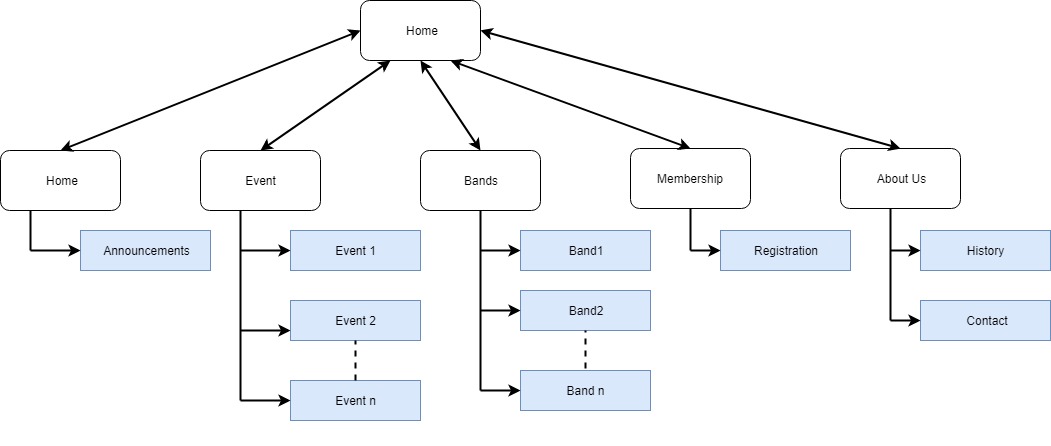 Home
Home
Event
Bands
Membership
About Us
Announcements
Event 1
Band1
Registration
History
Event 2
Band2
Contact
Event n
Band n